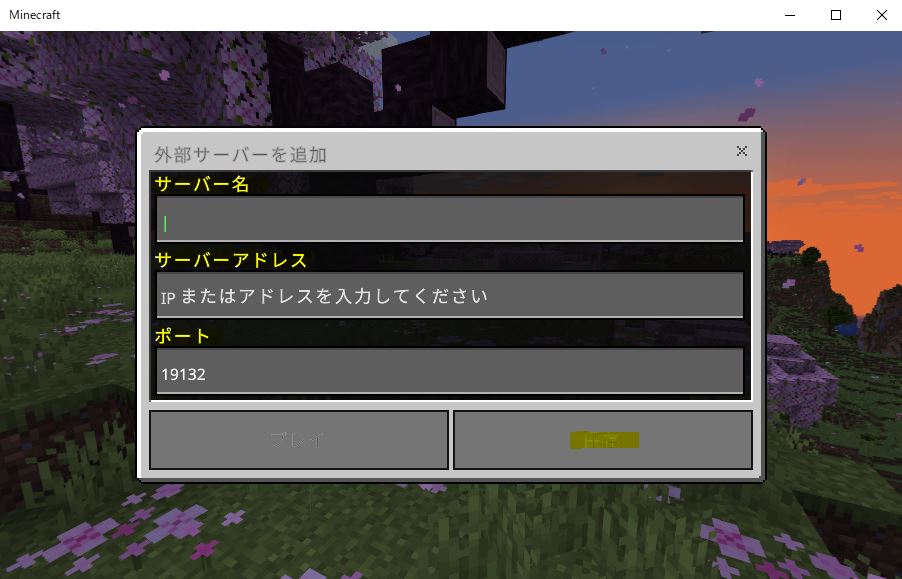 Minecraft
外部サーバーを追加
サーバー名
サーバーアドレス
IP またはアドレスを入力してください
ポート
19132
プレイ
保存